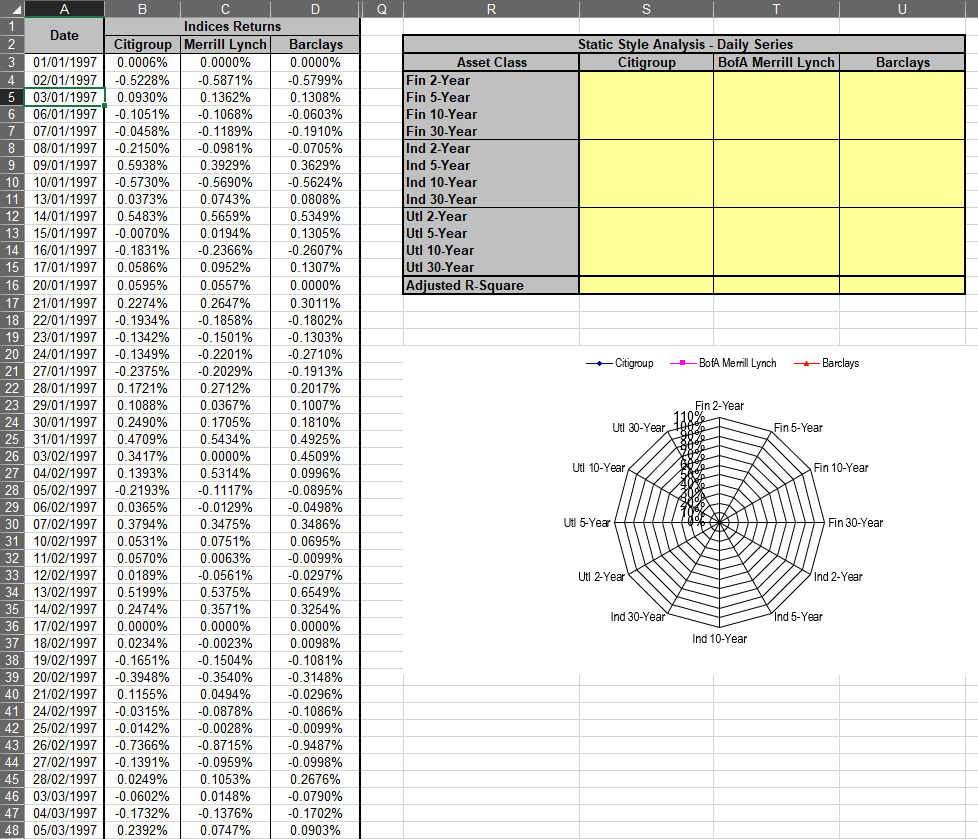 A B C D Q R S T U
1 Date Indices Returns
2 Citigroup Merrill Lynch Barclays Static Style Analysis - Daily Series
3 01/01/1997 0.0006% 0.0000% 0.0000% Asset Class Citigroup BofA Merrill Lynch Barclays
4 02/01/1997 -0.5228% -0.5871% -0.5799% Fin 2-Year
5 03/01/1997 0.0930% 0.1362% 0.1308% Fin 5-Year
6 06/01/1997 -0.1051% -0.1068% -0.0603% Fin 10-Year
7 07/01/1997 -0.0458% -0.1189% -0.1910% Fin 30-Year
8 08/01/1997 -0.2150% -0.0981% -0.0705% Ind 2-Year
9 09/01/1997 0.5938% 0.3929% 0.3629% Ind 5-Year
10 10/01/1997 -0.5730% -0.5690% -0.5624% Ind 10-Year
11 13/01/1997 0.0373% 0.0743% 0.0808% Ind 30-Year
12 14/01/1997 0.5483% 0.5659% 0.5349% Utl 2-Year
13 15/01/1997 -0.0070% 0.0194% 0.1305% Utl 5-Year
14 16/01/1997 -0.1831% -0.2366% -0.2607% Utl 10-Year
15 17/01/1997 0.0586% 0.0952% 0.1307% Utl 30-Year
16 20/01/1997 0.0595% 0.0557% 0.0000% Adjusted R-Square
17 21/01/1997 0.2274% 0.2647% 0.3011%
18 22/01/1997 -0.1934% -0.1858% -0.1802%
19 23/01/1997 -0.1342% -0.1501% -0.1303%
20 24/01/1997 -0.1349% -0.2201% -0.2710%
21 27/01/1997 -0.2375% -0.2029% -0.1913%
22 28/01/1997 0.1721% 0.2712% 0.2017%
23 29/01/1997 0.1088% 0.0367% 0.1007%
24 30/01/1997 0.2490% 0.1705% 0.1810%
25 31/01/1997 0.4709% 0.5434% 0.4925%
26 03/02/1997 0.3417% 0.0000% 0.4509%
27 04/02/1997 0.1393% 0.5314% 0.0996%
28 05/02/1997 -0.2193% -0.1117% -0.0895%
29 06/02/1997 0.0365% -0.0129% -0.0498%
30 07/02/1997 0.3794% 0.3475% 0.3486%
31 10/02/1997 0.0531% 0.0751% 0.0695%
32 11/02/1997 0.0570% 0.0063% -0.0099%
33 12/02/1997 0.0189% -0.0561% -0.0297%
34 13/02/1997 0.5199% 0.5375% 0.6549%
35 14/02/1997 0.2474% 0.3571% 0.3254%
36 17/02/1997 0.0000% 0.0000% 0.0000%
37 18/02/1997 0.0234% -0.0023% 0.0098%
38 19/02/1997 -0.1651% -0.1504% -0.1081%
39 20/02/1997 -0.3948% -0.3540% -0.3148%
40 21/02/1997 0.1155% 0.0494% -0.0296%
41 24/02/1997 -0.0315% -0.0878% -0.1086%
42 25/02/1997 -0.0142% -0.0028% -0.0099%
43 26/02/1997 -0.7366% -0.8715% -0.9487%
44 27/02/1997 -0.1391% -0.0959% -0.0998%
45 28/02/1997 0.0249% 0.1053% 0.2676%
46 03/03/1997 -0.0602% 0.0148% -0.0790%
47 04/03/1997 -0.1732% -0.1376% -0.1702%
48 05/03/1997 0.2392% 0.0747% 0.0903%
Citigroup BofA Merrill Lynch Barclays
Fin 2-Year
110%
Utl 30-Year 100% Fin 5-Year
90%
80%
70%
Utl 10-Year 60% Fin 10-Year
50%
40%
30%
20%
10%
Utl 5-Year 0% Fin 30-Year
Utl 2-Year Ind 2-Year
Ind 30-Year Ind 5-Year
Ind 10-Year